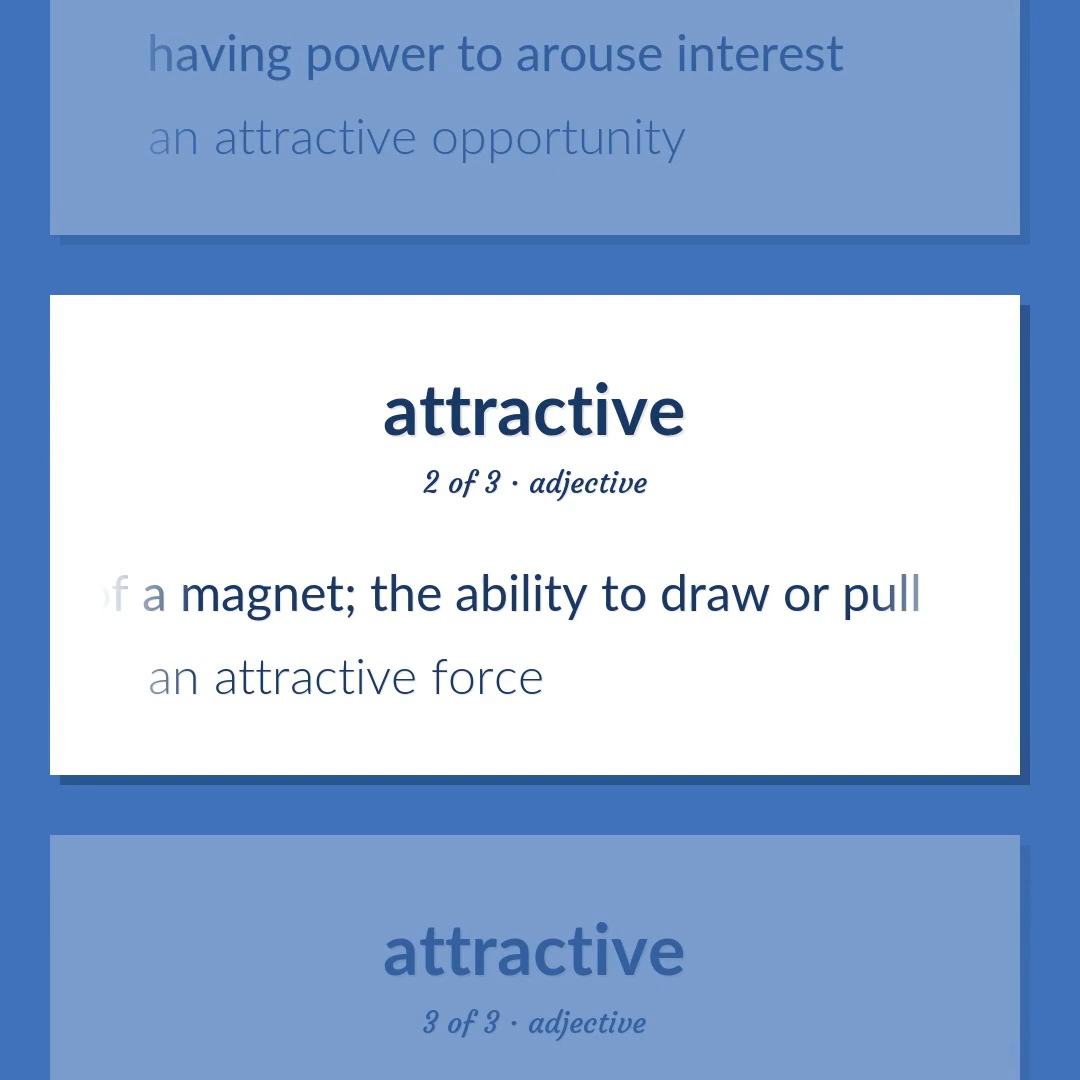 having power to arouse interest
an attractive opportunity
attractive
2 of 3 · adjective
of a magnet; the ability to draw or pull
an attractive force
attractive
3 of 3 · adjective